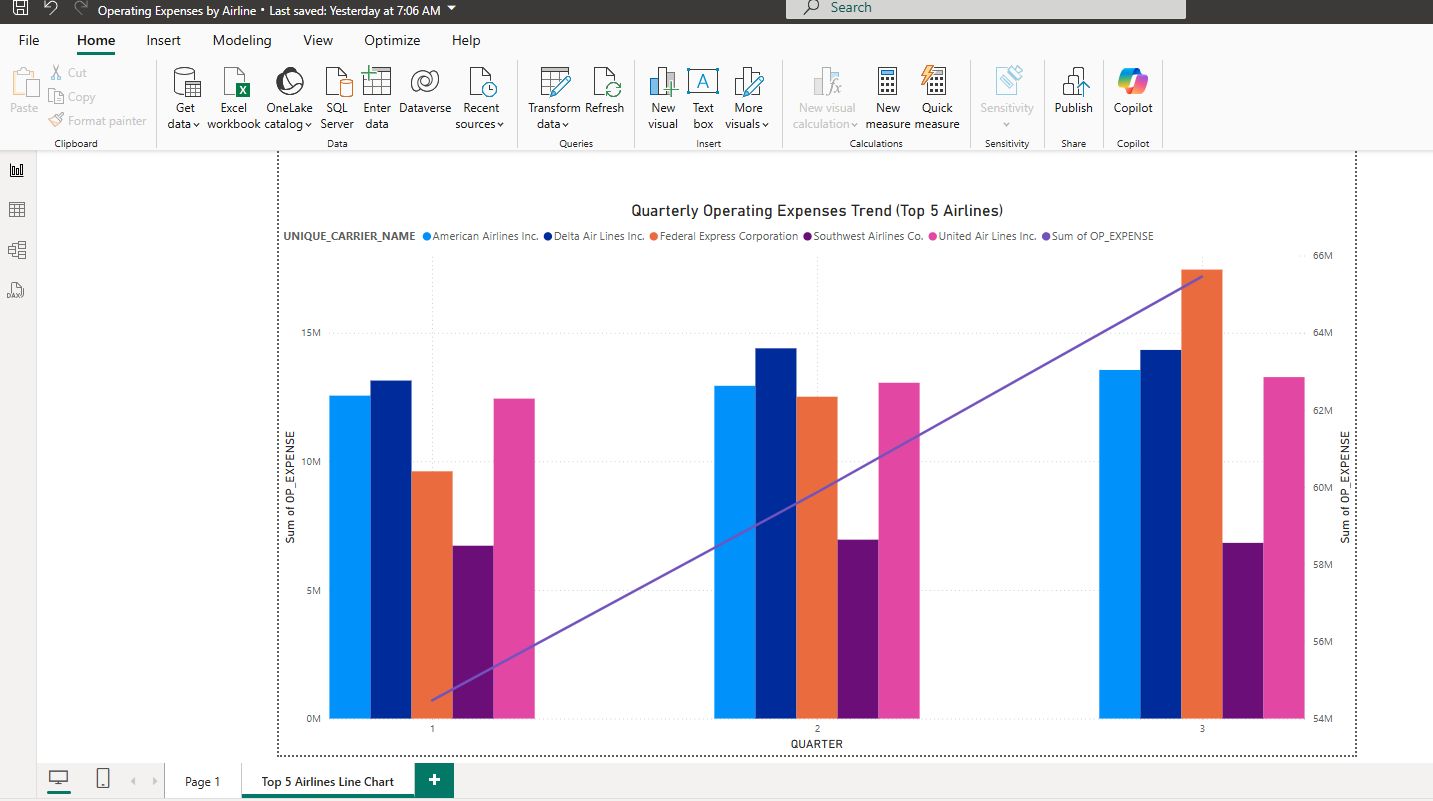 Operating Expenses by Airline • Last saved: Yesterday at 7:06 AM
Search
File Home Insert Modeling View Optimize Help
Paste
Cut
Copy
Format painter
Clipboard
Get data
Excel workbook
OneLake catalog
SQL Server
Enter data
Dataverse
Recent sources
Data
Transform data
Refresh
Queries
New visual
Text box
More visuals
Insert
New visual calculation
New measure
Quick measure
Calculations
Sensitivity
Sensitivity
Publish
Share
Copilot
Copilot
DAX
Quarterly Operating Expenses Trend (Top 5 Airlines)
UNIQUE_CARRIER_NAME American Airlines Inc. Delta Air Lines Inc. Federal Express Corporation Southwest Airlines Co. United Air Lines Inc. Sum of OP_EXPENSE
Sum of OP_EXPENSE
15M
10M
5M
0M
66M
64M
62M
60M
58M
56M
54M
Sum of OP_EXPENSE
1 2 3
QUARTER
Page 1 Top 5 Airlines Line Chart +